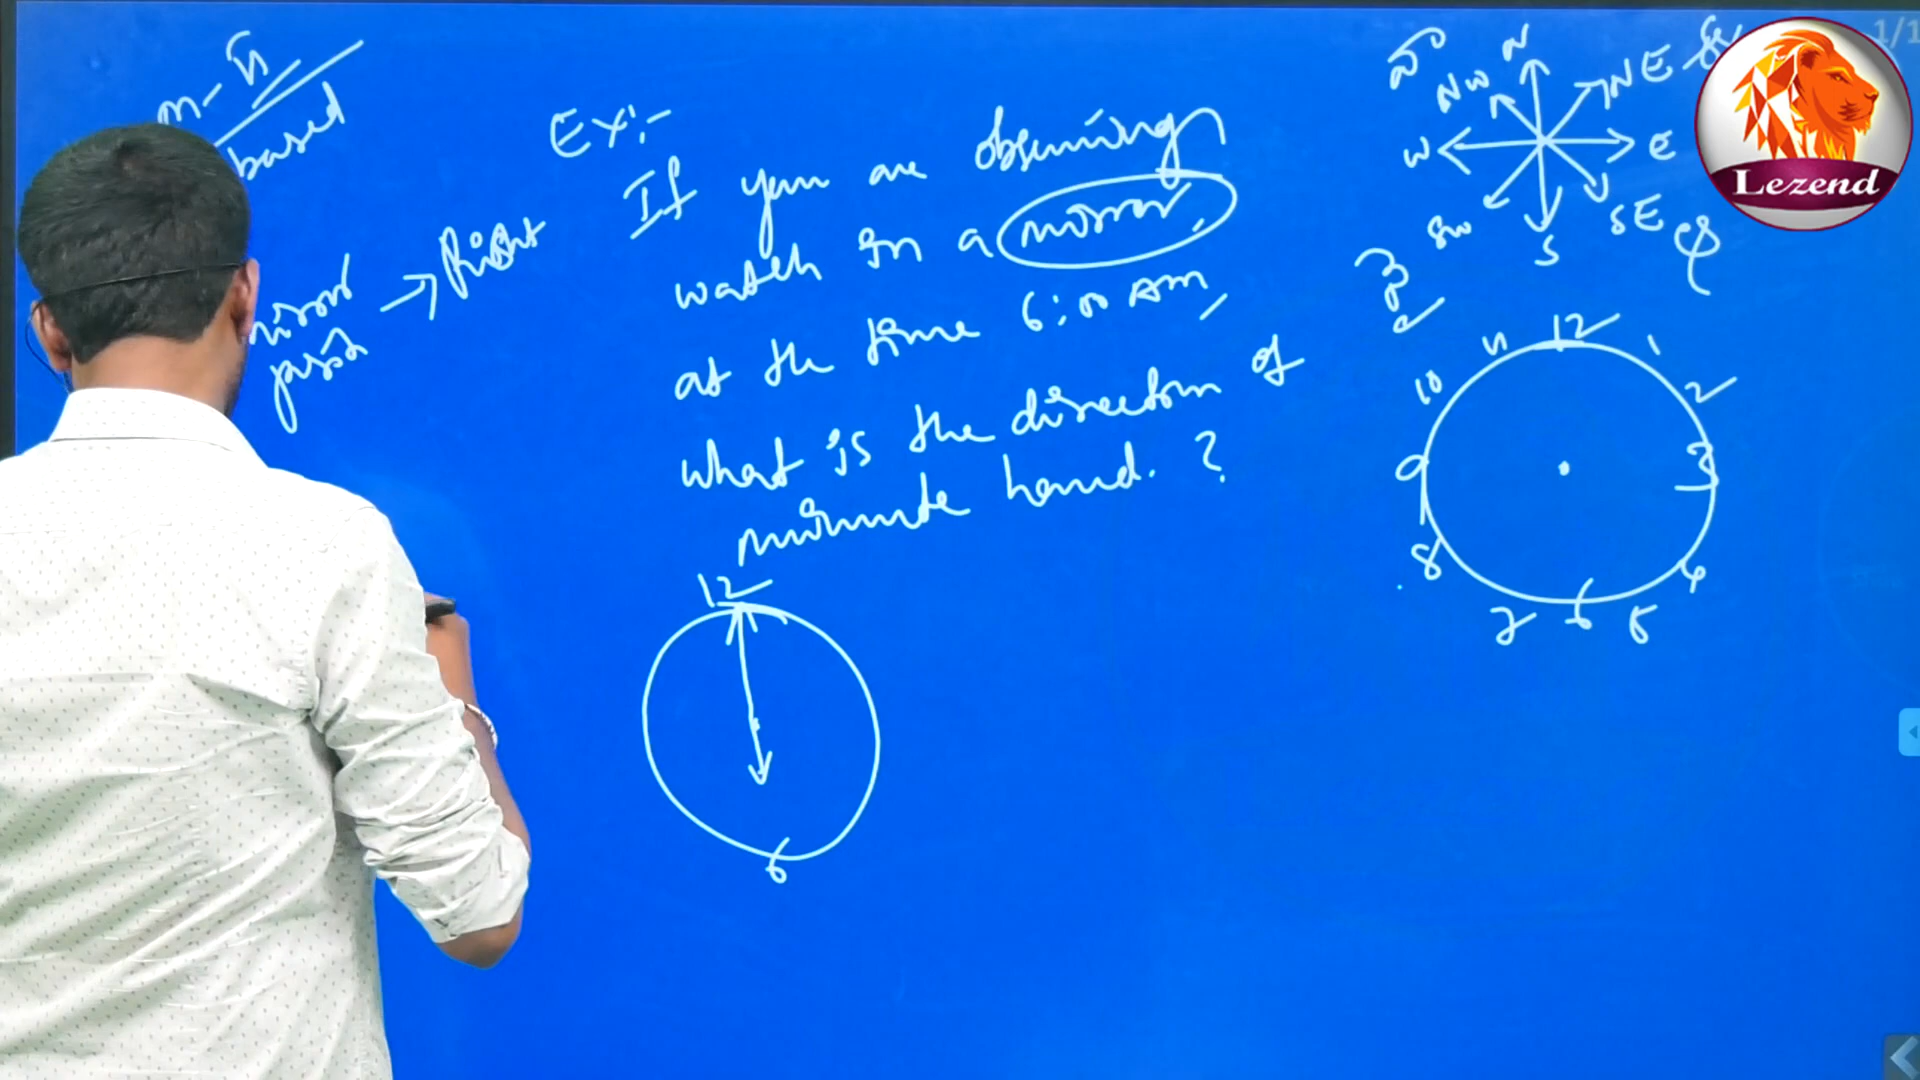 based
mirror
→ Right
Ex:-
If you are observing
watch in a mirror,
at the time 6:00 AM,
what is the direction of
minute hand. ?
12
6
N
NW
NE
W
E
SW
S
SE
12
11
1
10
2
9
3
8
4
7
6
5
Lezend
1/1